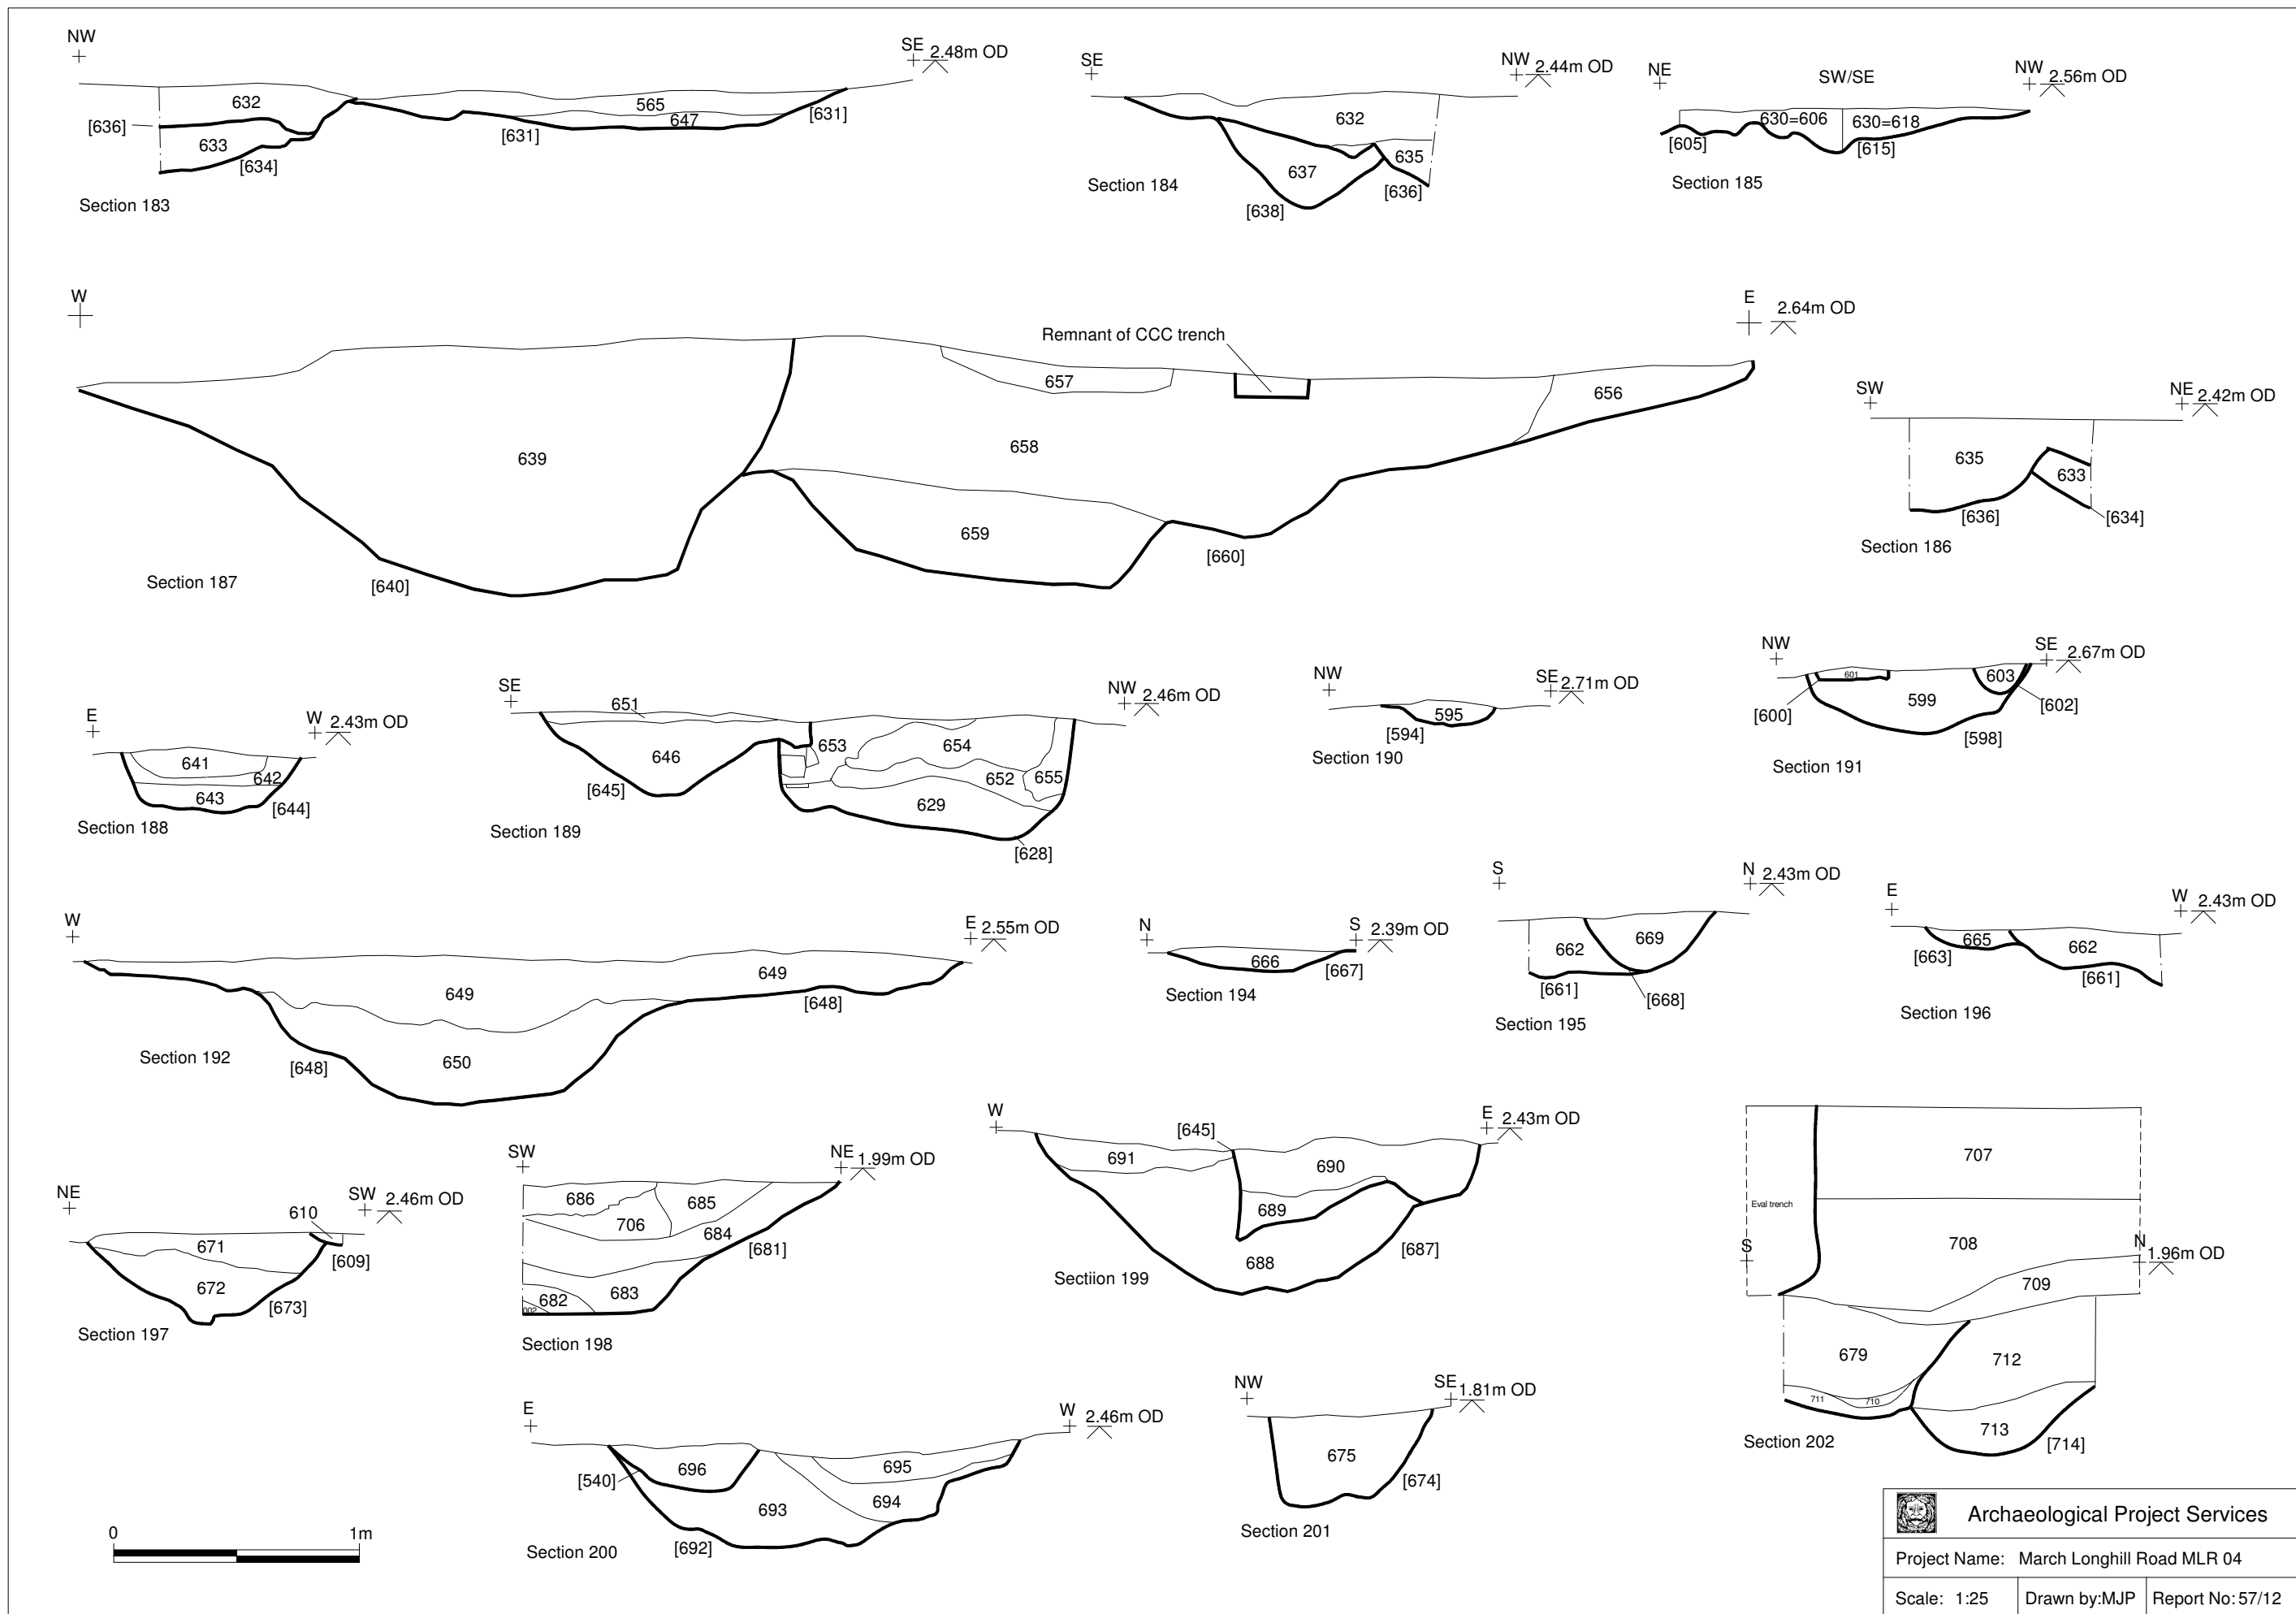 NW
SE 2.48m OD
632
565
647
[636]
633
[634]
[631]
[631]
Section 183
SE
NW 2.44m OD
632
635
637
[636]
[638]
Section 184
NE
SW/SE
NW 2.56m OD
630=606
630=618
[605]
[615]
Section 185
W
E
2.64m OD
Remnant of CCC trench
657
656
639
658
659
[660]
[640]
Section 187
SW
NE 2.42m OD
635
633
[636]
[634]
Section 186
E
W 2.43m OD
641
642
643
[644]
Section 188
SE
NW 2.46m OD
651
653
654
646
652
655
629
[645]
[628]
Section 189
NW
SE 2.71m OD
595
[594]
Section 190
NW
SE 2.67m OD
601
603
599
[600]
[602]
[598]
Section 191
W
E 2.55m OD
649
649
[648]
650
[648]
Section 192
N
S 2.39m OD
666
[667]
Section 194
S
N 2.43m OD
662
669
[661]
[668]
Section 195
E
W 2.43m OD
665
662
[663]
[661]
Section 196
NE
SW 2.46m OD
610
671
672
[609]
[673]
Section 197
SW
NE 1.99m OD
686
685
706
684
[681]
682
683
002
Section 198
W
E 2.43m OD
[645]
691
690
689
688
[687]
Sectiion 199
707
Eval trench
708
S
N 1.96m OD
709
679
712
711
710
713
[714]
Section 202
E
W 2.46m OD
696
695
[540]
693
694
[692]
Section 200
NW
SE 1.81m OD
675
[674]
Section 201
0 1m
Archaeological Project Services
Project Name: March Longhill Road MLR 04
Scale: 1:25 Drawn by:MJP Report No: 57/12